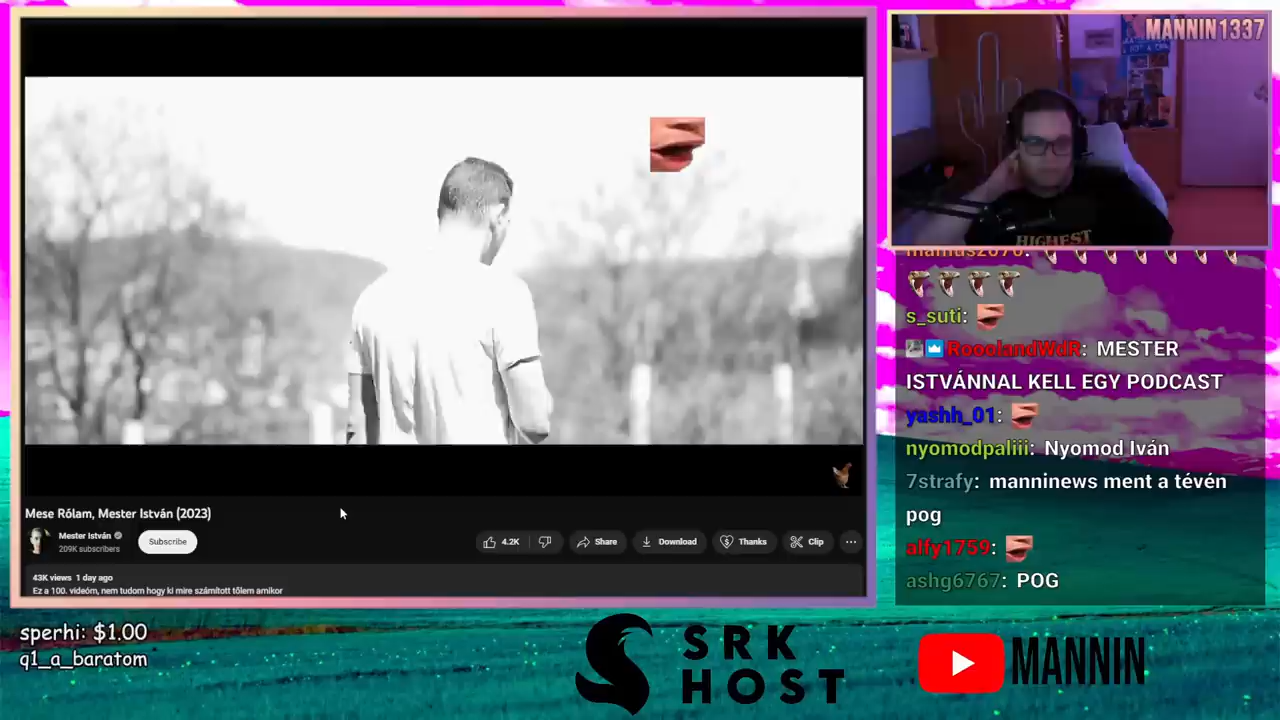 MANNIN1337
HIGHEST
mamus2070:
s_suti:
RooolandWdR: MESTER
ISTVÁNNAL KELL EGY PODCAST
yashh_01:
nyomodpaliii: Nyomod Iván
7strafy: manninews ment a tévén
pog
alfy1759:
ashg6767: POG
Mese Rólam, Mester István (2023)
Mester István
209K subscribers
Subscribe
4.2K
Share
Download
Thanks
Clip
43K views 1 day ago
Ez a 100. videóm, nem tudom hogy ki mire számított tőlem amikor
sperhi: $1.00
q1_a_baratom
SRK
HOST
MANNIN